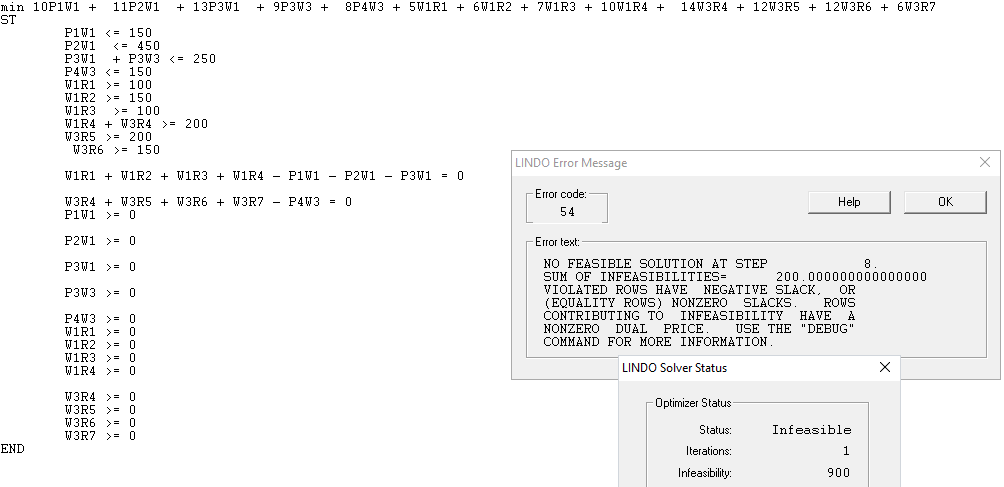 min 10P1W1 + 11P2W1 + 13P3W1 + 9P3W3 + 8P4W3 + 5W1R1 + 6W1R2 + 7W1R3 + 10W1R4 + 14W3R4 + 12W3R5 + 12W3R6 + 6W3R7
ST
P1W1 <= 150
P2W1 <= 450
P3W1 + P3W3 <= 250
P4W3 <= 150
W1R1 >= 100
W1R2 >= 150
W1R3 >= 100
W1R4 + W3R4 >= 200
W3R5 >= 200
W3R6 >= 150
W1R1 + W1R2 + W1R3 + W1R4 - P1W1 - P2W1 - P3W1 = 0
W3R4 + W3R5 + W3R6 + W3R7 - P4W3 = 0
P1W1 >= 0
P2W1 >= 0
P3W1 >= 0
P3W3 >= 0
P4W3 >= 0
W1R1 >= 0
W1R2 >= 0
W1R3 >= 0
W1R4 >= 0
W3R4 >= 0
W3R5 >= 0
W3R6 >= 0
W3R7 >= 0
END
LINDO Error Message
Error code:
54
Help
OK
Error text:
NO FEASIBLE SOLUTION AT STEP 8.
SUM OF INFEASIBILITIES= 200.000000000000000
VIOLATED ROWS HAVE NEGATIVE SLACK, OR
(EQUALITY ROWS) NONZERO SLACKS. ROWS
CONTRIBUTING TO INFEASIBILITY HAVE A
NONZERO DUAL PRICE. USE THE "DEBUG"
COMMAND FOR MORE INFORMATION.
LINDO Solver Status
Optimizer Status
Status: Infeasible
Iterations: 1
Infeasibility: 900